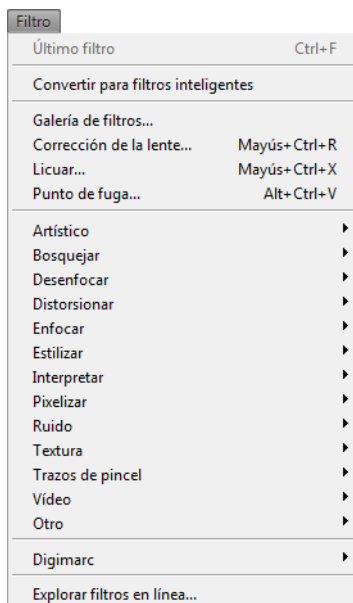 Filtro
Último filtro Ctrl+F
Convertir para filtros inteligentes
Galería de filtros...
Corrección de la lente... Mayús+Ctrl+R
Licuar... Mayús+Ctrl+X
Punto de fuga... Alt+Ctrl+V
Artístico
Bosquejar
Desenfocar
Distorsionar
Enfocar
Estilizar
Interpretar
Pixelizar
Ruido
Textura
Trazos de pincel
Vídeo
Otro
Digimarc
Explorar filtros en línea...